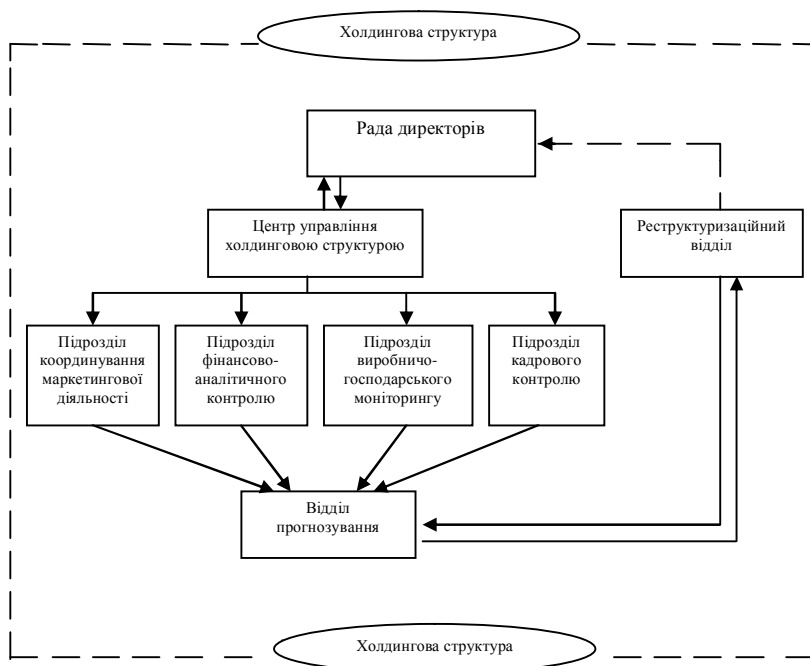 Холдингова структура
Рада директорів
Центр управління
холдинговою структурою
Реструктуризаційний
відділ
Підрозділ
координування
маркетингової
діяльності
Підрозділ
фінансово-
аналітичного
контролю
Підрозділ
виробничо-
господарського
моніторингу
Підрозділ
кадрового
контролю
Відділ
прогнозування
Холдингова структура